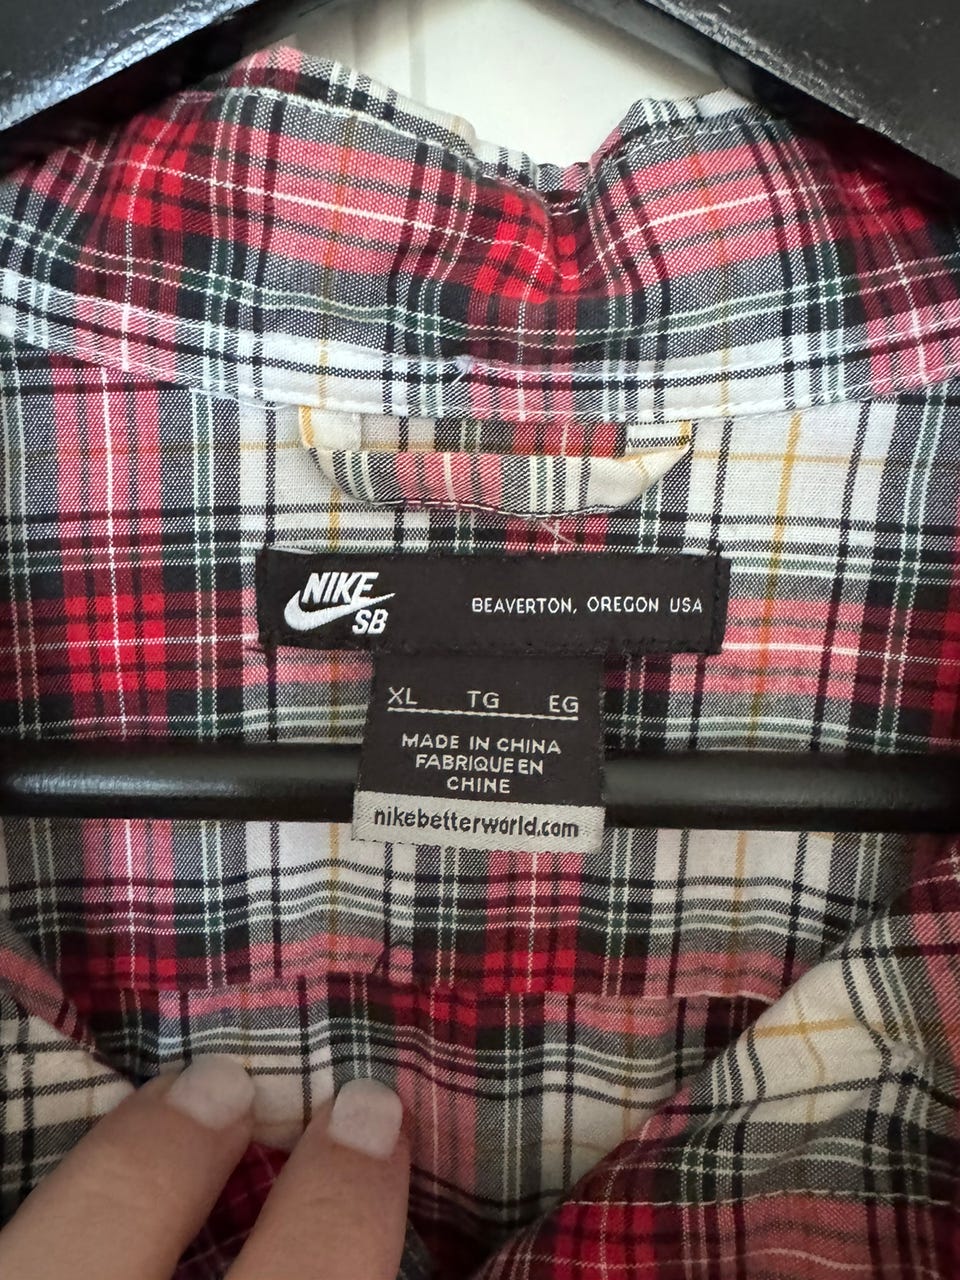 NIKE
SB
BEAVERTON, OREGON USA
XL TG EG
MADE IN CHINA
FABRIQUE EN
CHINE
nikebetterworld.com